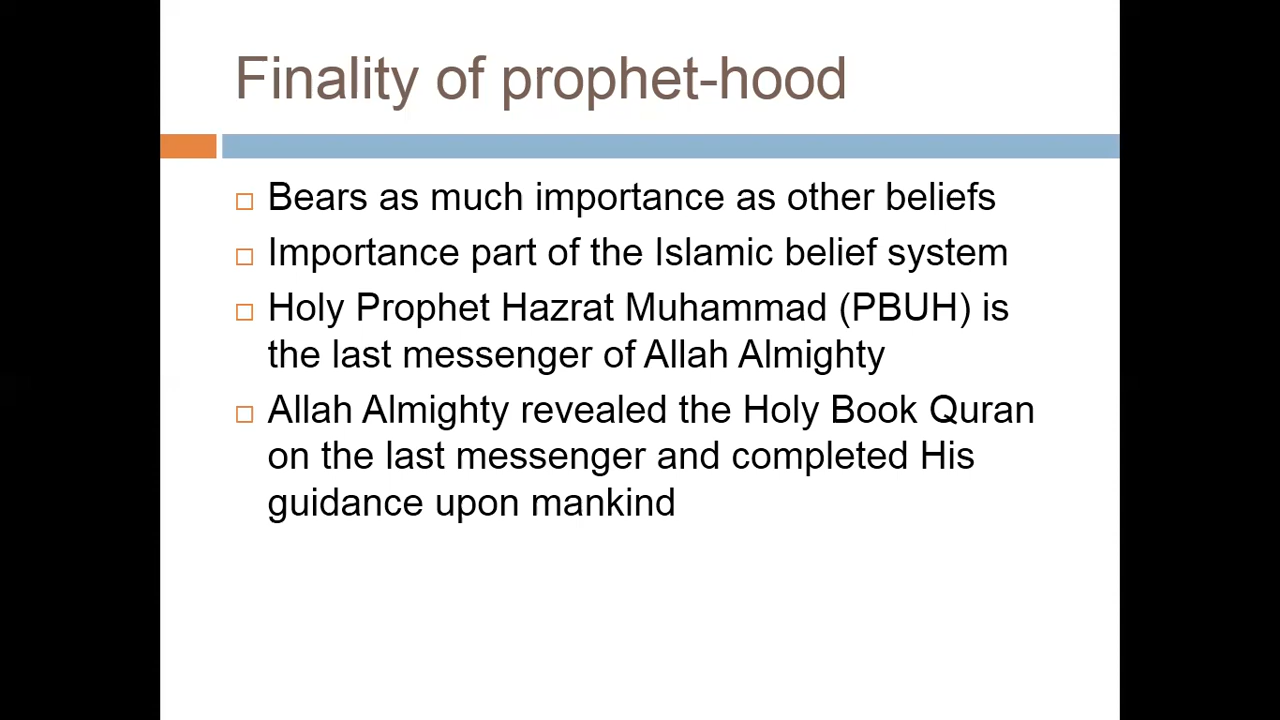 Finality of prophet-hood
Bears as much importance as other beliefs
Importance part of the Islamic belief system
Holy Prophet Hazrat Muhammad (PBUH) is
the last messenger of Allah Almighty
Allah Almighty revealed the Holy Book Quran
on the last messenger and completed His
guidance upon mankind